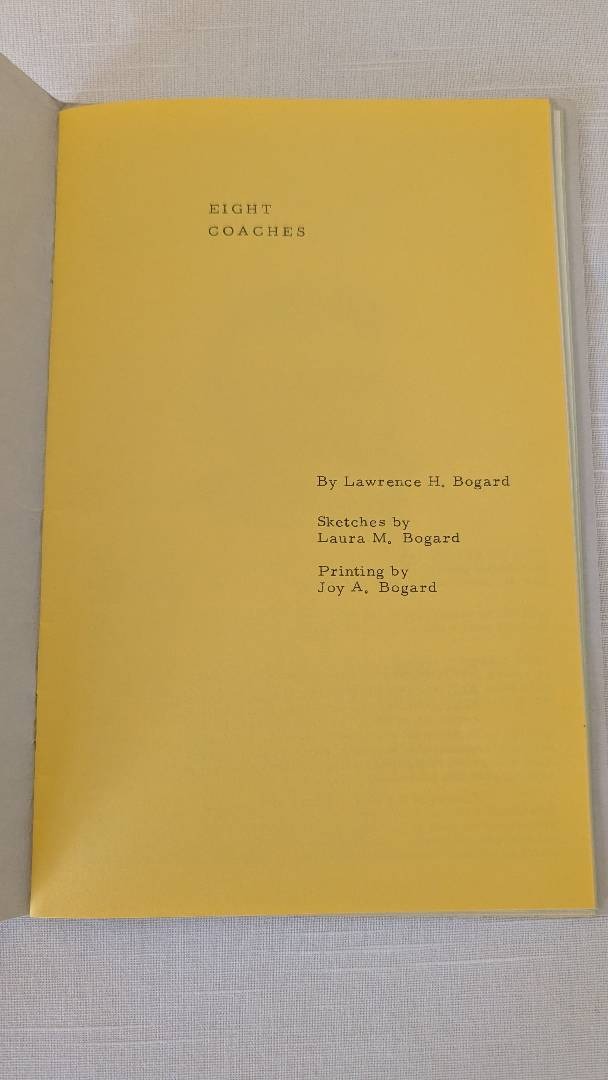 EIGHT
COACHES
By Lawrence H. Bogard
Sketches by
Laura M. Bogard
Printing by
Joy A. Bogard